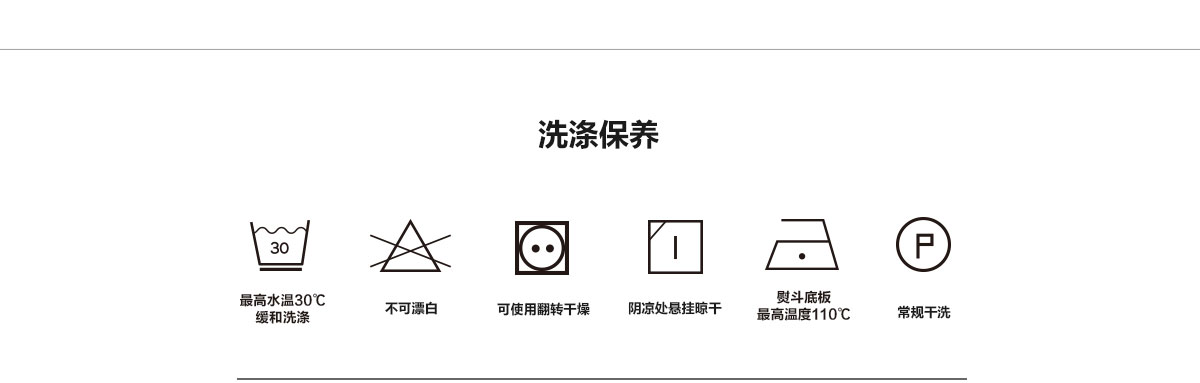 洗涤保养
30
P
最高水温30℃
缓和洗涤
不可漂白
可使用翻转干燥
阴凉处悬挂晾干
熨斗底板
最高温度110℃
常规干洗